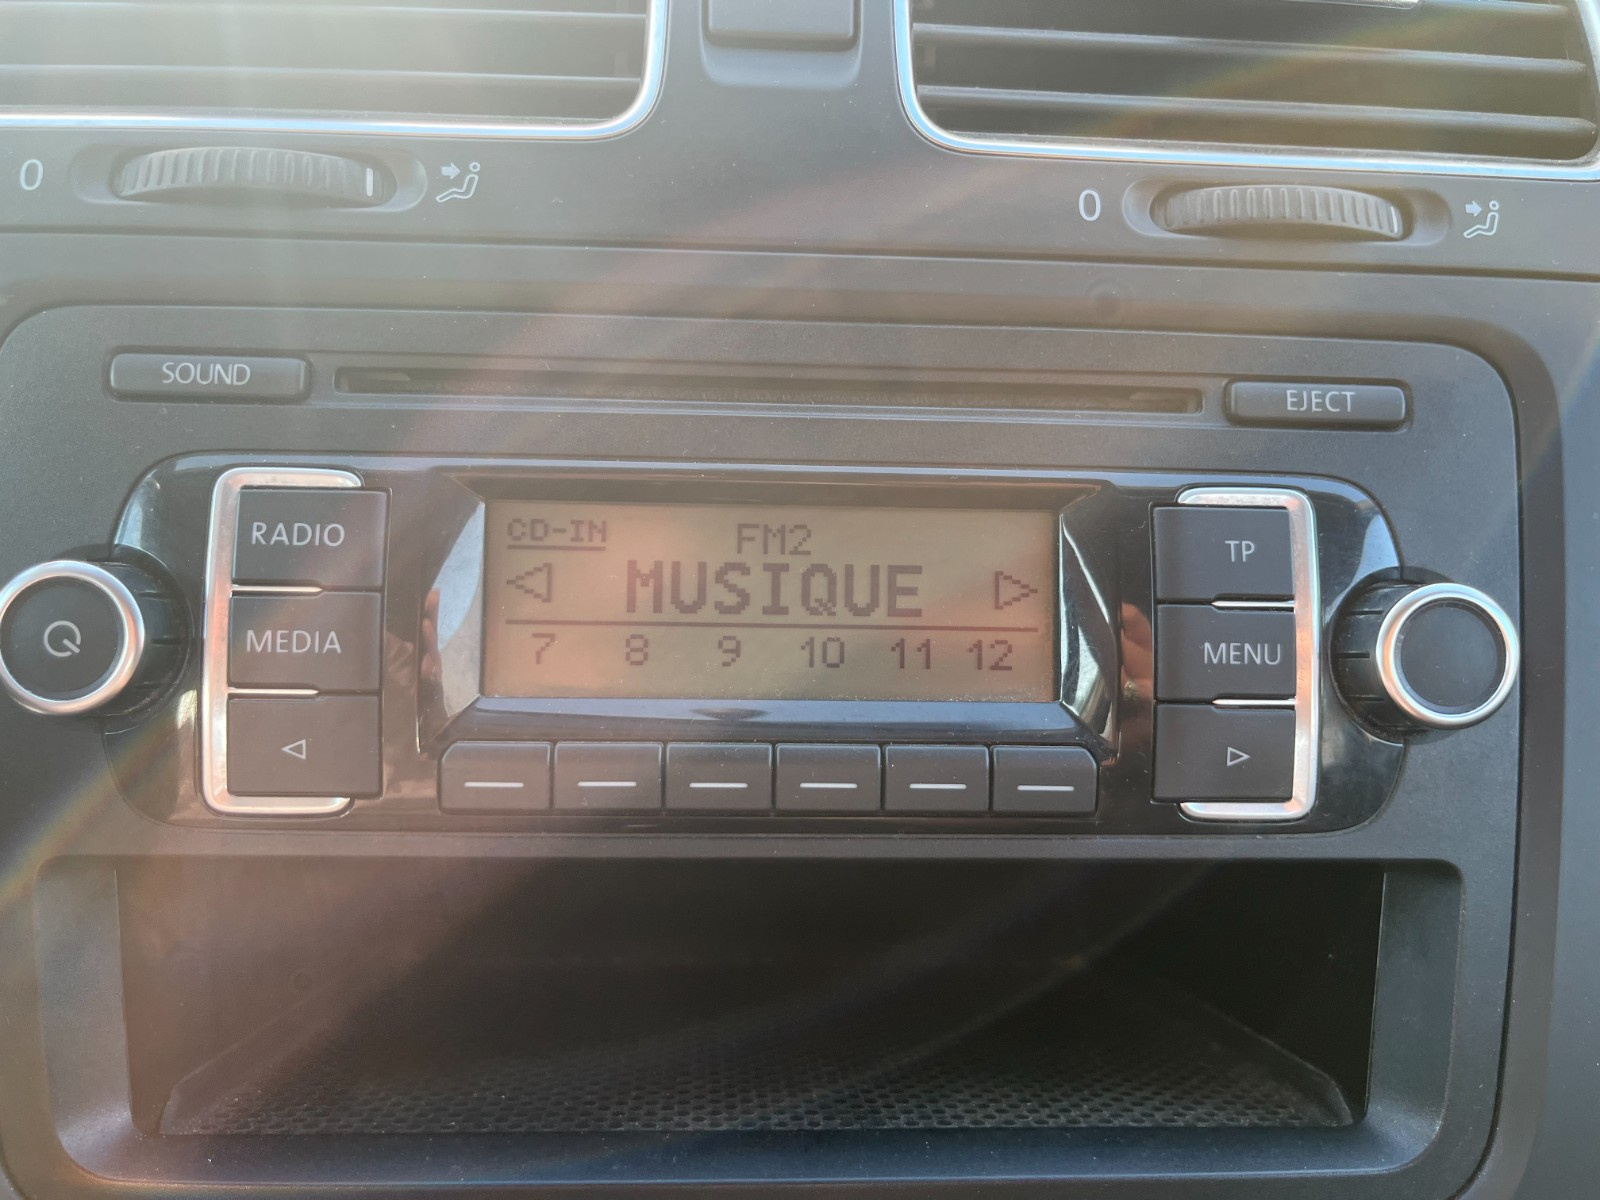 0
0
SOUND
EJECT
RADIO
CD-IN
FM2
TP
MUSIQUE
MEDIA
7 8 9 10 11 12
MENU